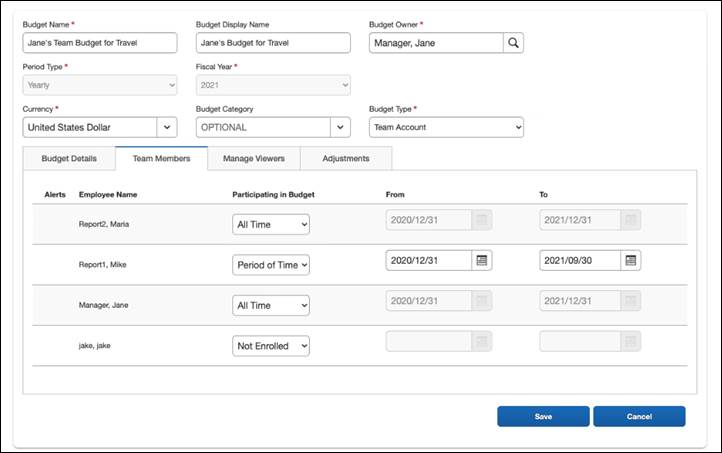 Budget Name * Budget Display Name Budget Owner *
Jane's Team Budget for Travel Jane's Budget for Travel Manager, Jane
Period Type * Fiscal Year *
Yearly 2021
Currency * Budget Category Budget Type *
United States Dollar OPTIONAL Team Account
Budget Details Team Members Manage Viewers Adjustments
Alerts Employee Name Participating in Budget From To
Report2, Maria All Time 2020/12/31 2021/12/31
Report1, Mike Period of Time 2020/12/31 2021/09/30
Manager, Jane All Time 2020/12/31 2021/12/31
jake, jake Not Enrolled
Save Cancel